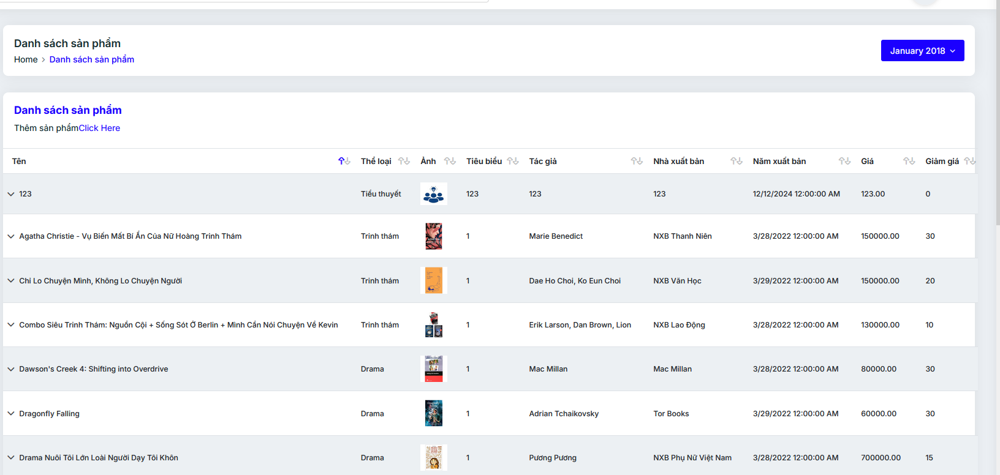 Danh sách sản phẩm
January 2018
Home > Danh sách sản phẩm
Danh sách sản phẩm
Thêm sản phẩmClick Here
Tên Thể loại Ảnh Tiêu biểu Tác giả Nhà xuất bản Năm xuất bản Giá Giảm giá
123 Tiểu thuyết 123 123 123 12/12/2024 12:00:00 AM 123.00 0
Agatha Christie - Vụ Biến Mất Bí Ẩn Của Nữ Hoàng Trinh Thám Trinh thám 1 Marie Benedict NXB Thanh Niên 3/28/2022 12:00:00 AM 150000.00 30
Chỉ Lo Chuyện Mình, Không Lo Chuyện Người Trinh thám 1 Dae Ho Choi, Ko Eun Choi NXB Văn Học 3/29/2022 12:00:00 AM 150000.00 20
Combo Siêu Trinh Thám: Nguồn Cội + Sống Sót Ở Berlin + Mình Cần Nói Chuyện Về Kevin Trinh thám 1 Erik Larson, Dan Brown, Lion NXB Lao Động 3/28/2022 12:00:00 AM 130000.00 10
Dawson's Creek 4: Shifting into Overdrive Drama 1 Mac Millan Mac Millan 3/28/2022 12:00:00 AM 80000.00 30
Dragonfly Falling Drama 1 Adrian Tchaikovsky Tor Books 3/29/2022 12:00:00 AM 60000.00 30
Drama Nuôi Tôi Lớn Loài Người Dạy Tôi Khôn Drama 1 Pương Pương NXB Phụ Nữ Việt Nam 3/28/2022 12:00:00 AM 700000.00 15